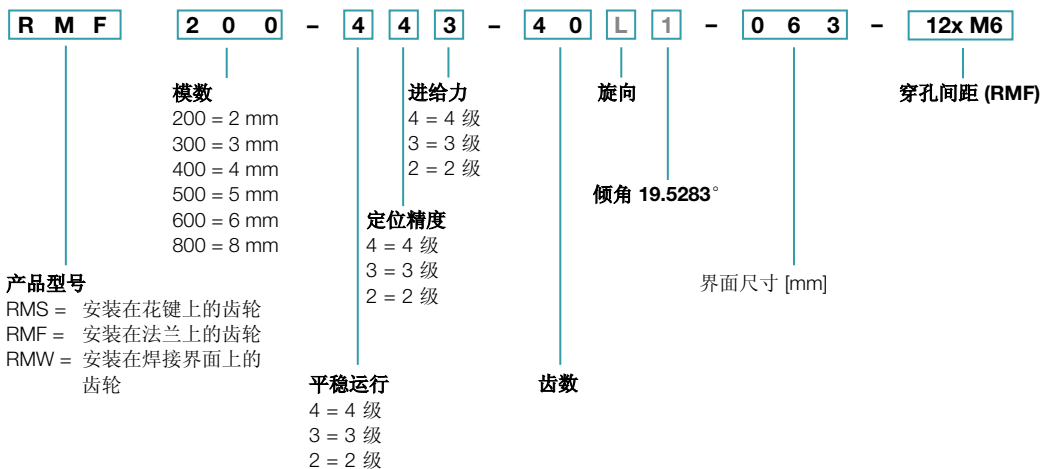 R M F 2 0 0 – 4 4 3 – 4 0 L 1 – 0 6 3 – 12x M6
模数
200 = 2 mm
300 = 3 mm
400 = 4 mm
500 = 5 mm
600 = 6 mm
800 = 8 mm
进给力
4 = 4 级
3 = 3 级
2 = 2 级
旋向
穿孔间距 (RMF)
倾角 19.5283°
定位精度
4 = 4 级
3 = 3 级
2 = 2 级
产品型号
RMS = 安装在花键上的齿轮
RMF = 安装在法兰上的齿轮
RMW = 安装在焊接界面上的
齿轮
界面尺寸 [mm]
平稳运行
4 = 4 级
3 = 3 级
2 = 2 级
齿数